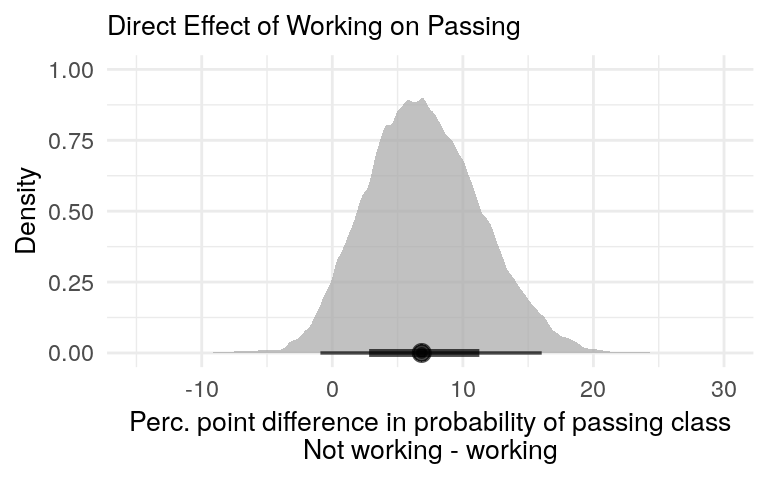 Direct Effect of Working on Passing
1.00
0.75
0.50
0.25
0.00
Density
-10 0 10 20 30
Perc. point difference in probability of passing class
Not working - working